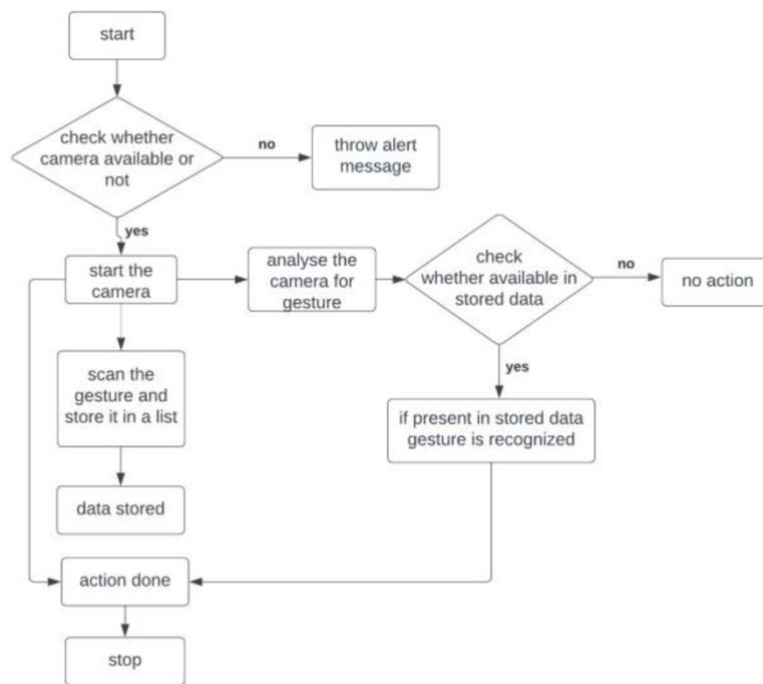 start
check whether
camera available or
not
no
throw alert
message
yes
start the
camera
analyse the
camera for
gesture
check
whether available in
stored data
no
no action
yes
scan the
gesture and
store it in a list
if present in stored data
gesture is recognized
data stored
action done
stop